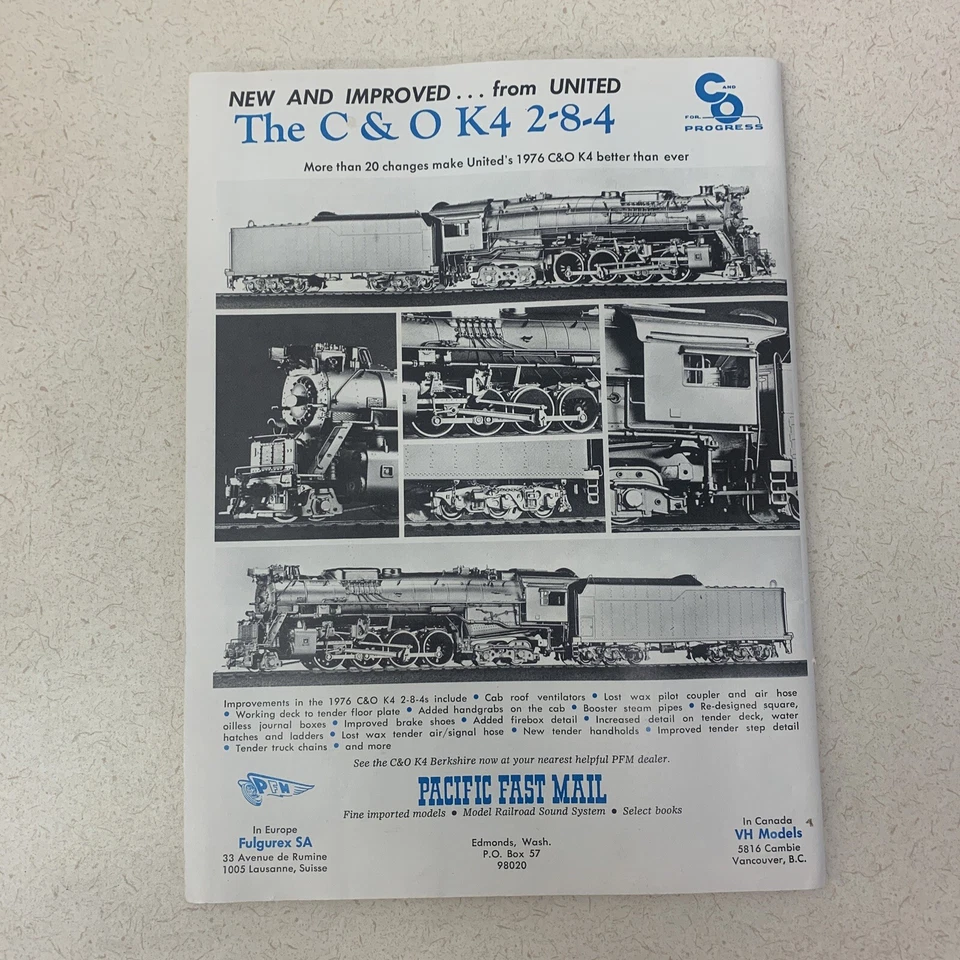 NEW AND IMPROVED... from UNITED
The C & O K4 2-8-4
C AND O
FOR PROGRESS
More than 20 changes make United's 1976 C&O K4 better than ever
Improvements in the 1976 C&O K4 2-8-4s include • Cab roof ventilators • Lost wax pilot coupler and air hose
• Working deck to tender floor plate • Added handgrabs on the cab • Booster steam pipes • Re-designed square,
oilless journal boxes • Improved brake shoes • Added firebox detail • Increased detail on tender deck, water
hatches and ladders • Lost wax tender air/signal hose • New tender handholds • Improved tender step detail
• Tender truck chains • and more
See the C&O K4 Berkshire now at your nearest helpful PFM dealer.
PFM
PACIFIC FAST MAIL
Fine imported models • Model Railroad Sound System • Select books
In Europe
Fulgurex SA
33 Avenue de Rumine
1005 Lausanne, Suisse
Edmonds, Wash.
P.O. Box 57
98020
In Canada
VH Models
5816 Cambie
Vancouver, B.C.